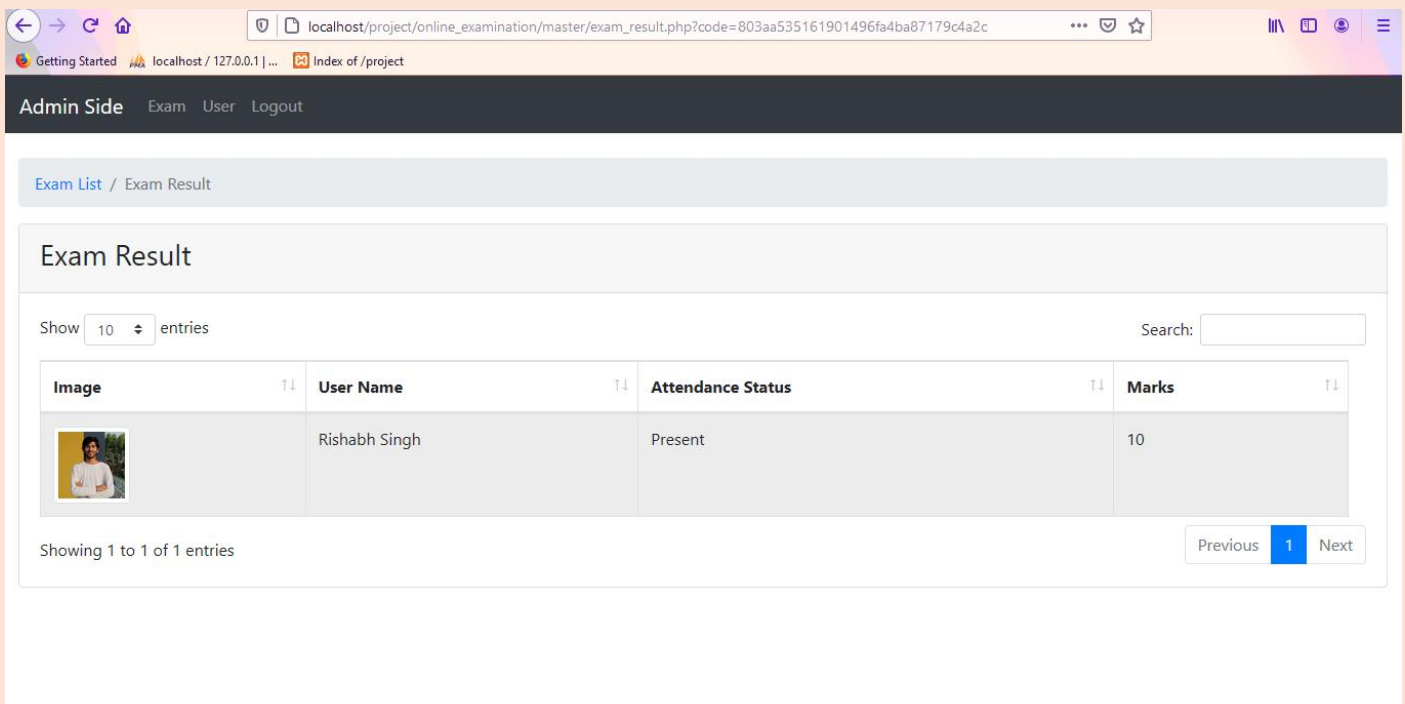 localhost/project/online_examination/master/exam_result.php?code=803aa535161901496fa4ba87179c4a2c
Getting Started localhost / 127.0.0.1 | ... Index of /project
Admin Side Exam User Logout
Exam List / Exam Result
Exam Result
Show 10 entries Search:
Image User Name Attendance Status Marks
Rishabh Singh Present 10
Showing 1 to 1 of 1 entries Previous 1 Next